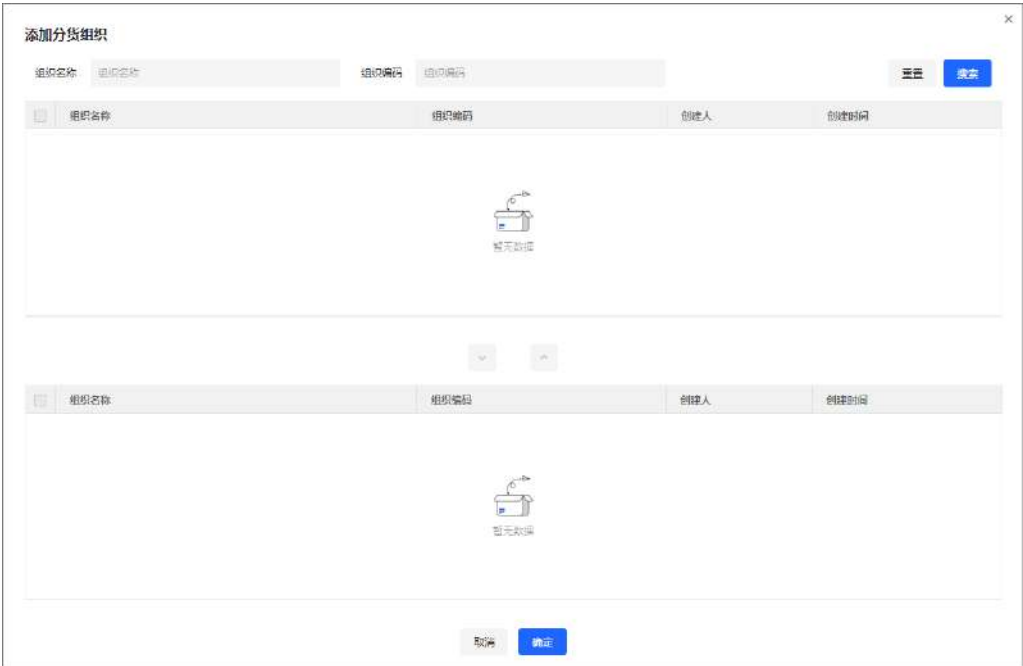 添加分货组织
组织名称 组织名称 组织编码 组织编码 重置 搜索
组织名称 组织编码 创建人 创建时间
暂无数据
组织名称 组织编码 创建人 创建时间
暂无数据
取消 确定